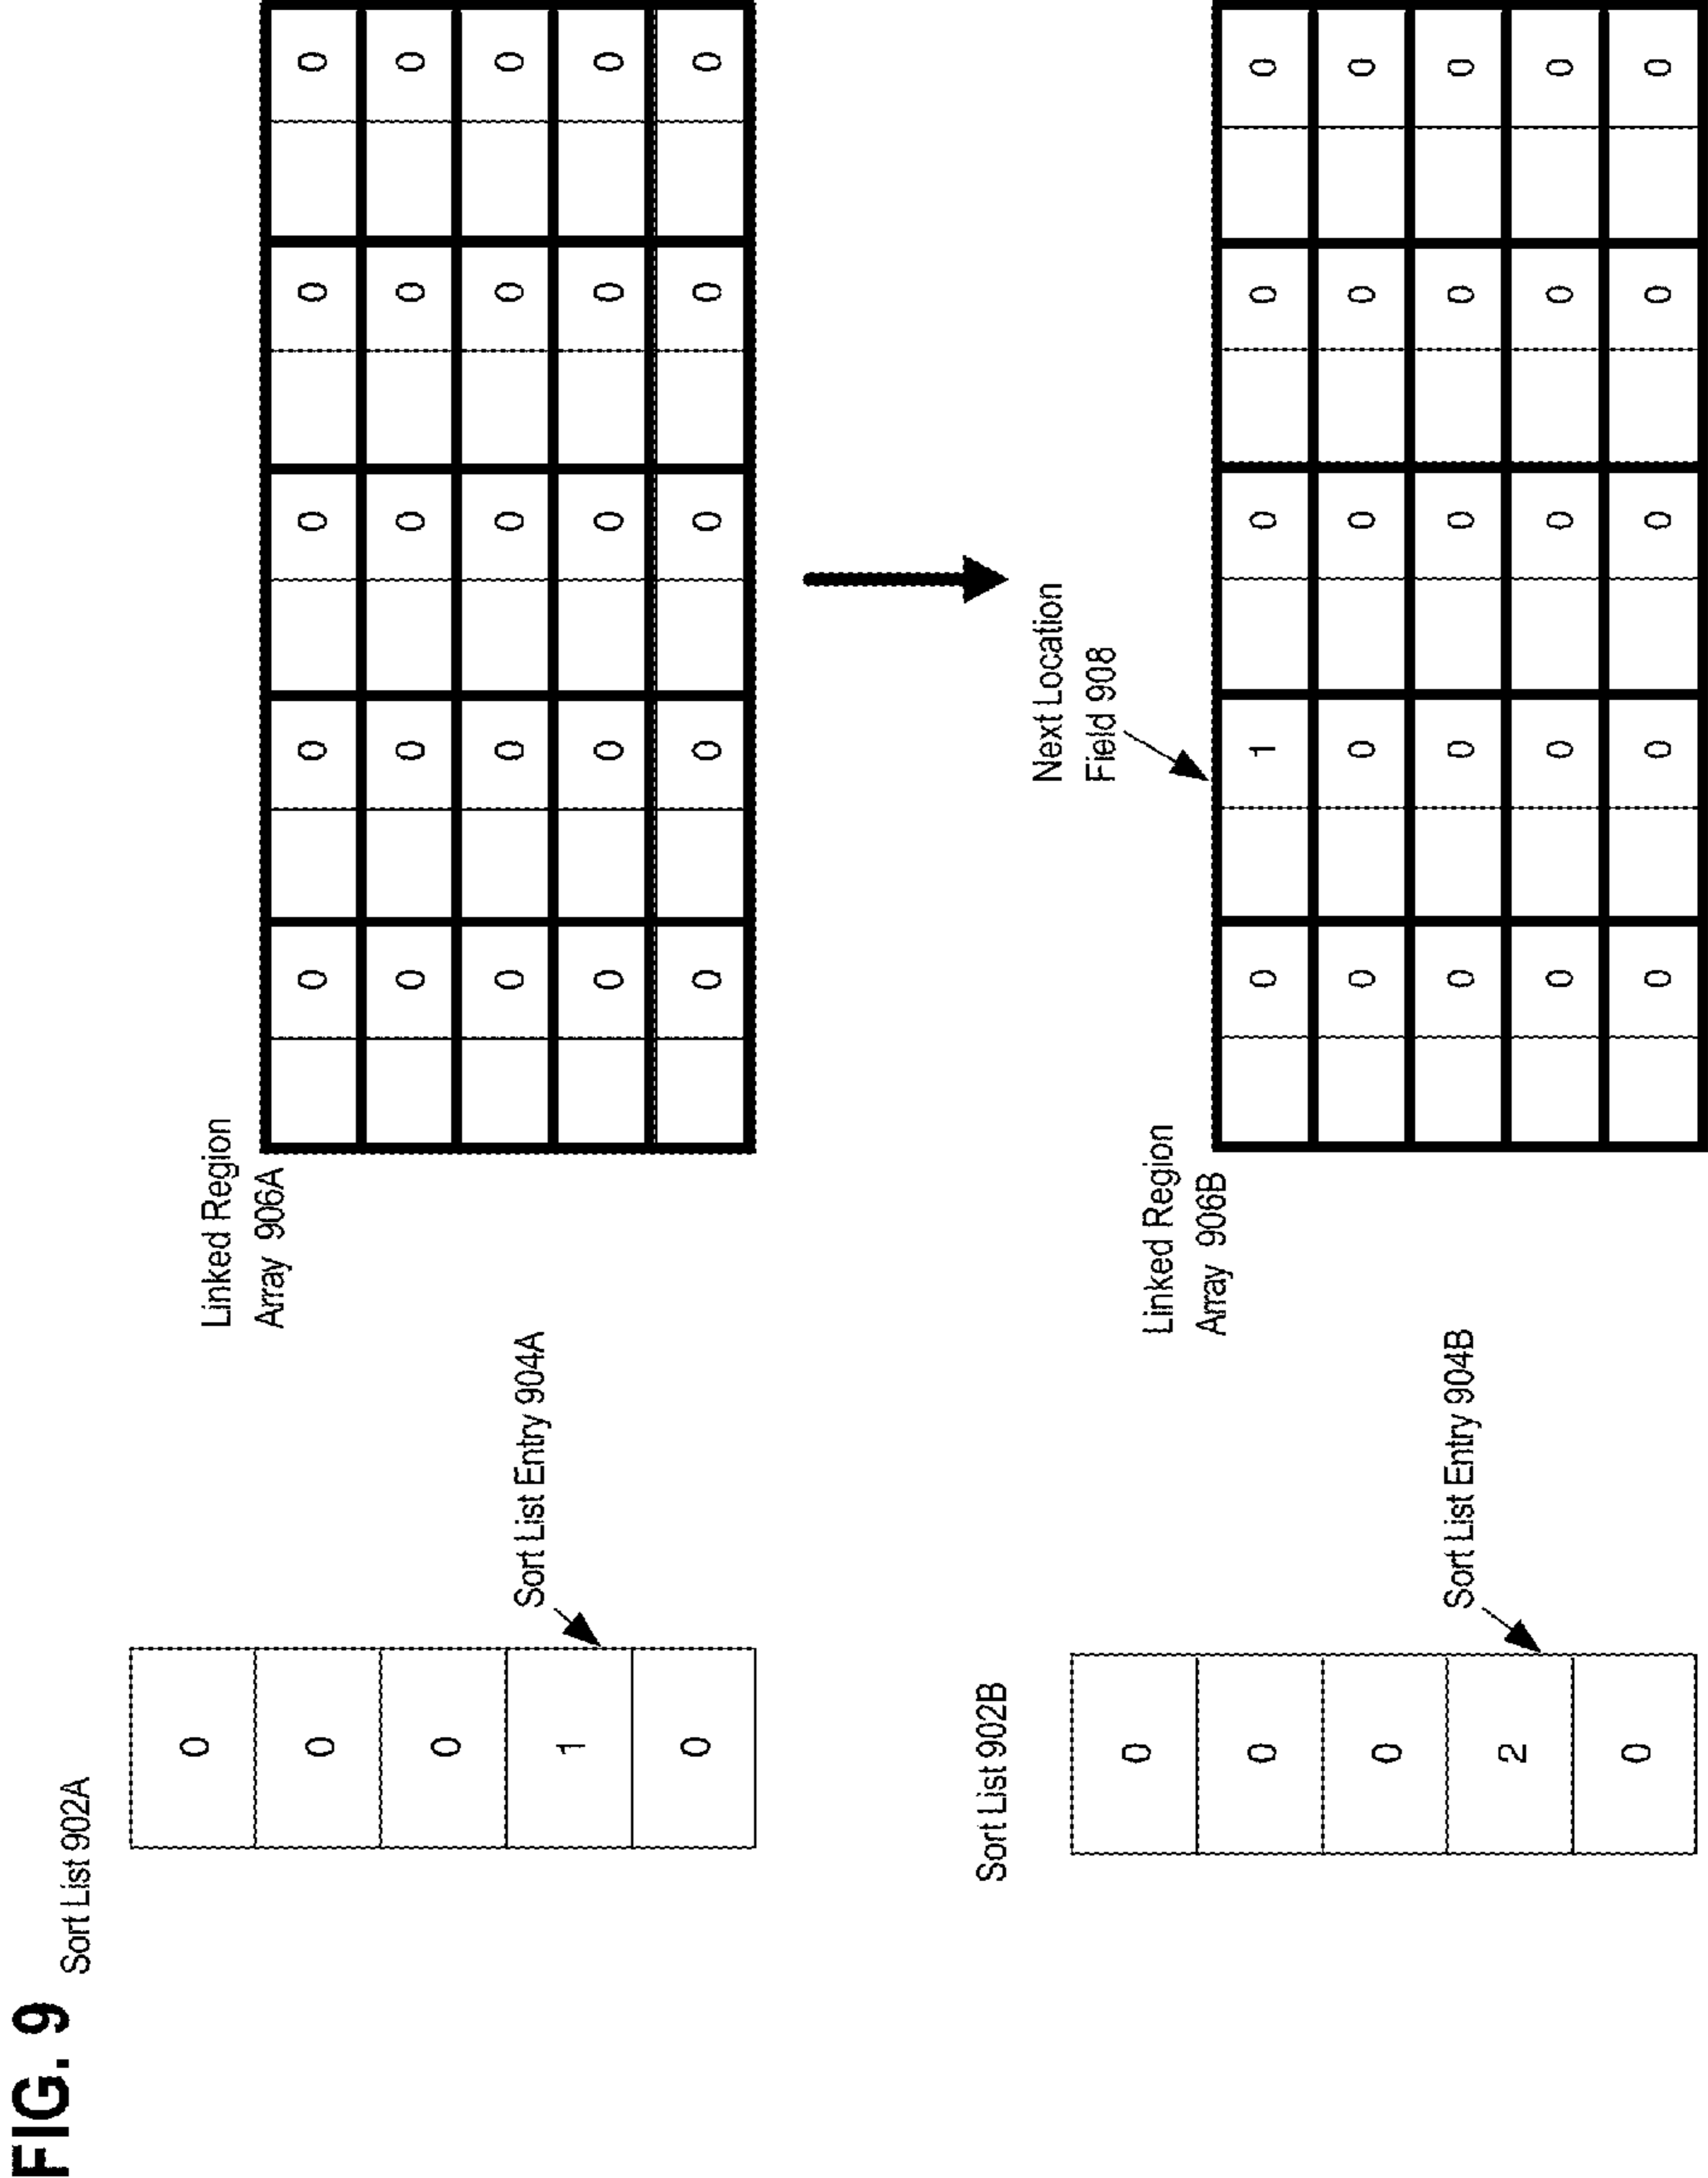 FIG. 9
Sort List 902A
0
0
0
1
0
Sort List Entry 904A
Linked Region
Array 906A
0 0 0 0 0
0 0 0 0 0
0 0 0 0 0
0 0 0 0 0
0 0 0 0 0
Sort List 902B
0
0
0
2
0
Sort List Entry 904B
Linked Region
Array 906B
Next Location
Field 908
0 1 0 0 0
0 0 0 0 0
0 0 0 0 0
0 0 0 0 0
0 0 0 0 0